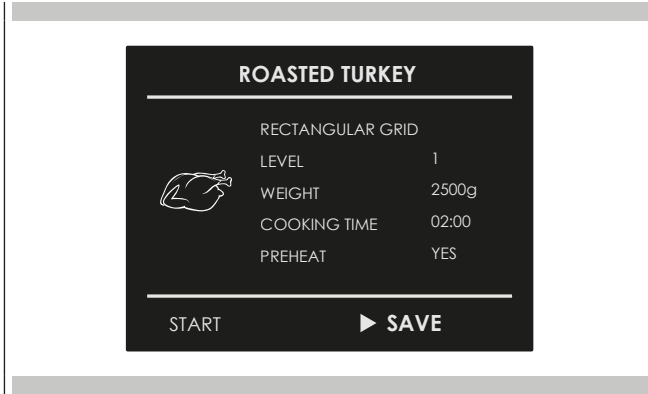 ROASTED TURKEY
RECTANGULAR GRID
LEVEL 1
WEIGHT 2500g
COOKING TIME 02:00
PREHEAT YES
START ▶ SAVE